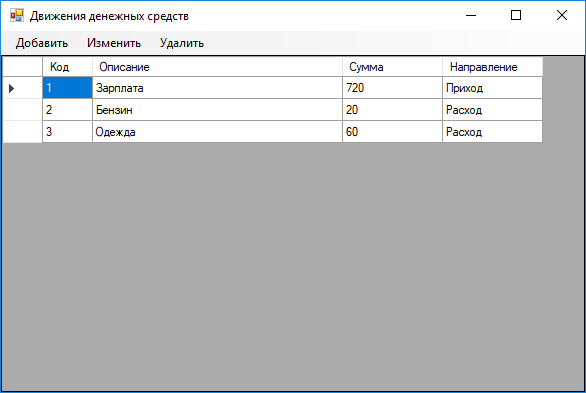 Движения денежных средств
Добавить Изменить Удалить
Код Описание Сумма Направление
1 Зарплата 720 Приход
2 Бензин 20 Расход
3 Одежда 60 Расход